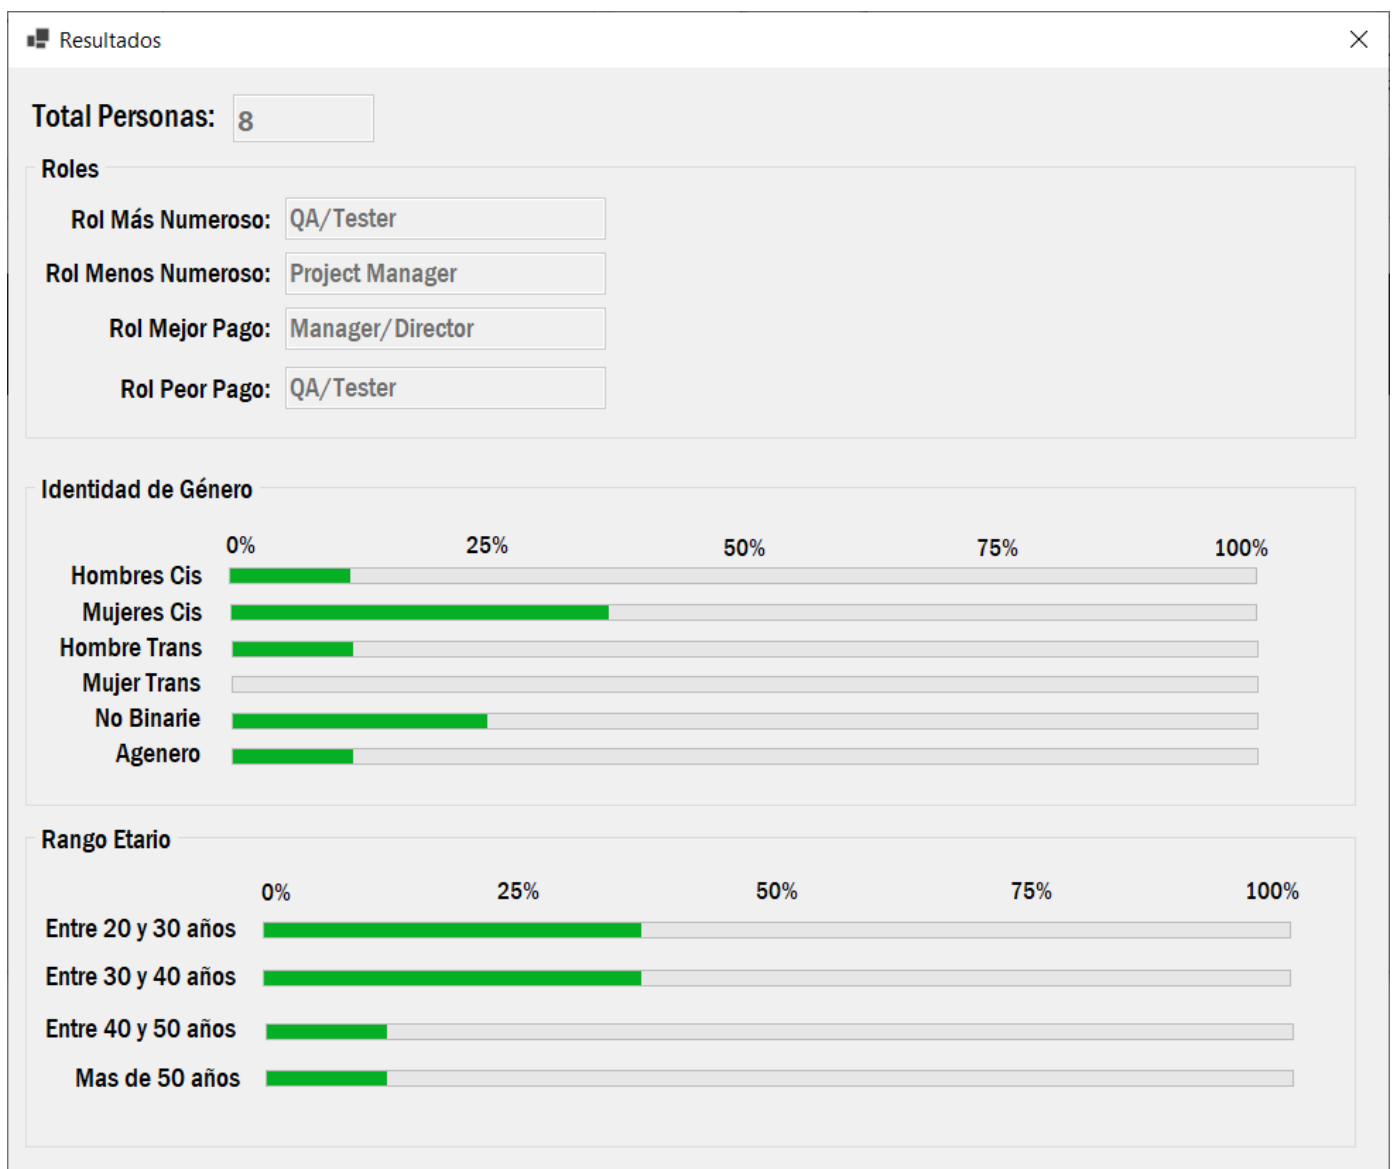 Resultados
Total Personas: 8
Roles
Rol Más Numeroso: QA/Tester
Rol Menos Numeroso: Project Manager
Rol Mejor Pago: Manager/Director
Rol Peor Pago: QA/Tester
Identidad de Género
0% 25% 50% 75% 100%
Hombres Cis
Mujeres Cis
Hombre Trans
Mujer Trans
No Binarie
Agenero
Rango Etario
0% 25% 50% 75% 100%
Entre 20 y 30 años
Entre 30 y 40 años
Entre 40 y 50 años
Mas de 50 años